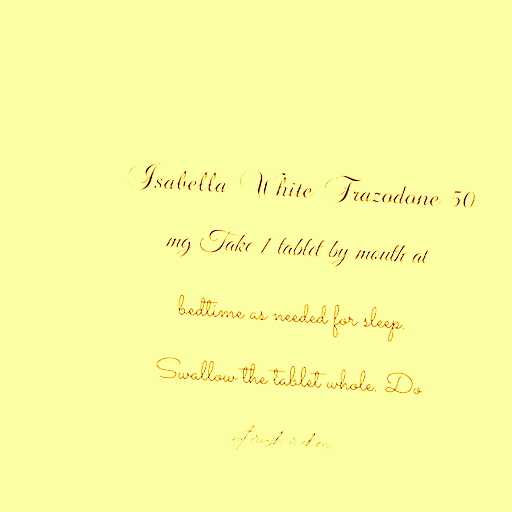 Isabella White Trazodone 50
mg Take 1 tablet by mouth at
bedtime as needed for sleep.
Swallow the tablet whole. Do